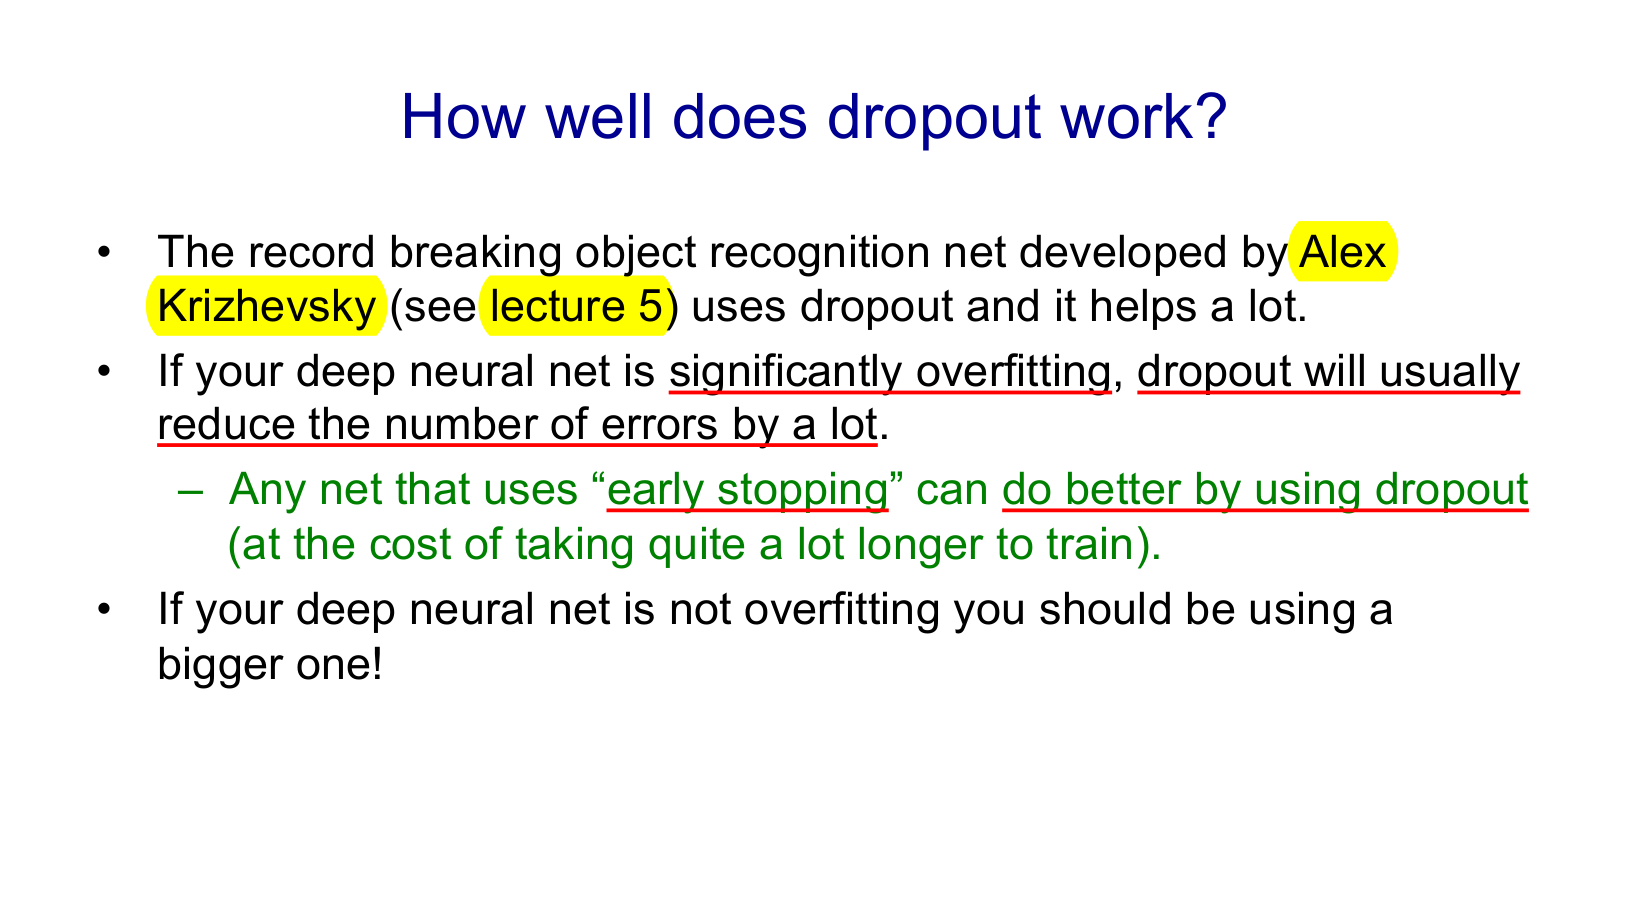 How well does dropout work?
• The record breaking object recognition net developed by Alex
Krizhevsky (see lecture 5) uses dropout and it helps a lot.
• If your deep neural net is significantly overfitting, dropout will usually
reduce the number of errors by a lot.
– Any net that uses “early stopping” can do better by using dropout
(at the cost of taking quite a lot longer to train).
• If your deep neural net is not overfitting you should be using a
bigger one!